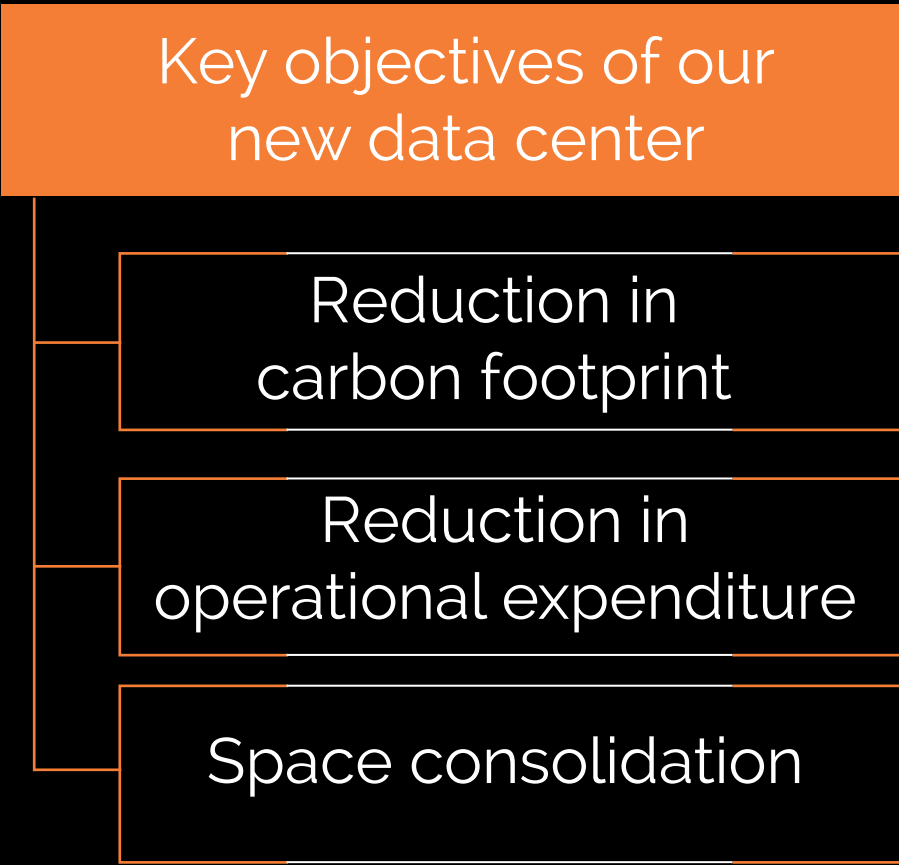 Key objectives of our
new data center
Reduction in
carbon footprint
Reduction in
operational expenditure
Space consolidation